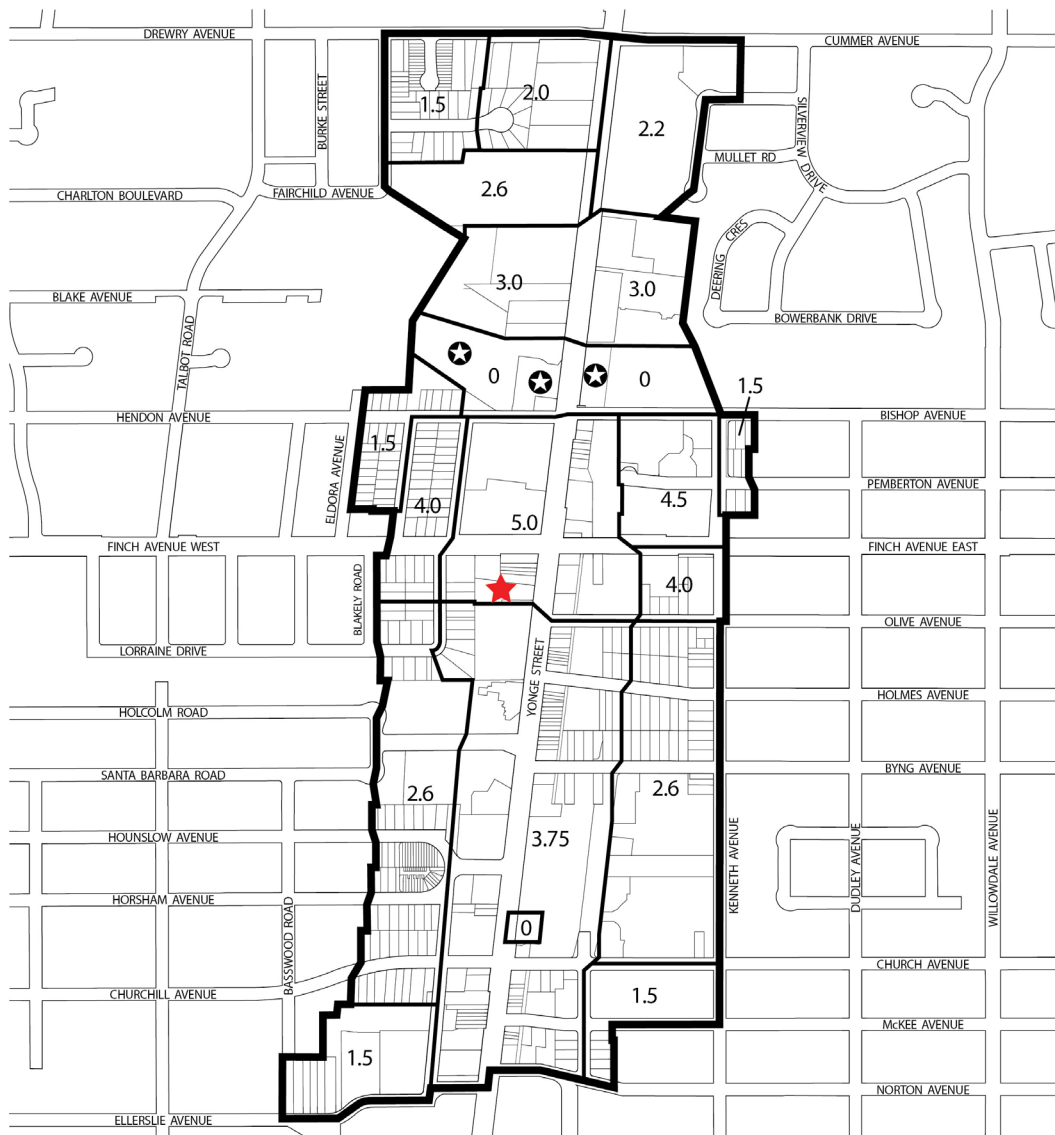 DREWRY AVENUE
CUMMER AVENUE
BURKE STREET
1.5
2.0
2.2
SILVERVIEW DRIVE
MULLET RD
CHARLTON BOULEVARD
FAIRCHILD AVENUE
2.6
DEERING CRES
3.0
3.0
BLAKE AVENUE
BOWERBANK DRIVE
TALBOT ROAD
0
0
1.5
HENDON AVENUE
BISHOP AVENUE
1.5
ELDORA AVENUE
4.0
5.0
4.5
PEMBERTON AVENUE
FINCH AVENUE WEST
FINCH AVENUE EAST
BLAKELY ROAD
4.0
OLIVE AVENUE
LORRAINE DRIVE
YONGE STREET
HOLMES AVENUE
HOLCOLM ROAD
SANTA BARBARA ROAD
BYNG AVENUE
2.6
2.6
HOUNSLOW AVENUE
3.75
KENNETH AVENUE
DUDLEY AVENUE
WILLOWDALE AVENUE
HORSHAM AVENUE
BASSWOOD ROAD
0
CHURCH AVENUE
CHURCHILL AVENUE
1.5
McKEE AVENUE
1.5
NORTON AVENUE
ELLERSLIE AVENUE